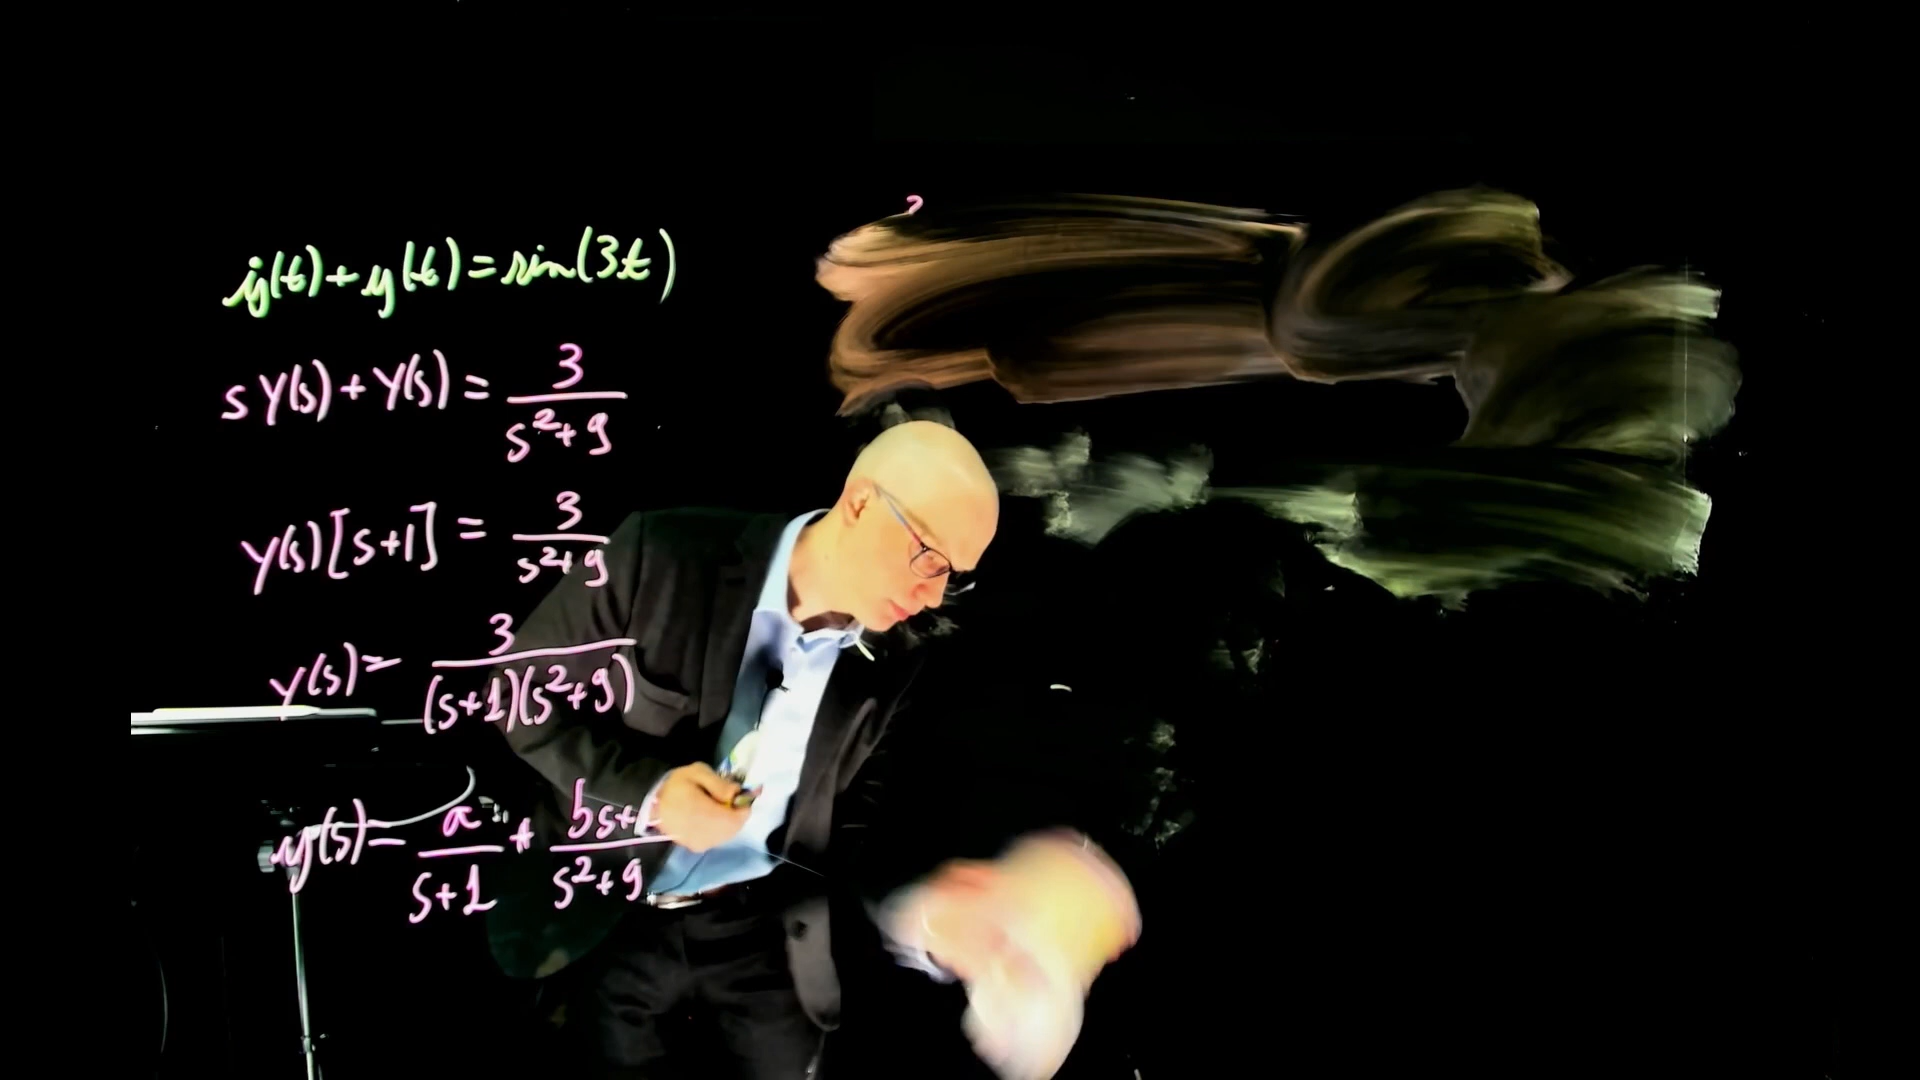 ẏ(t)+y(t)=sin(3t)
sY(s)+Y(s)=3/(s²+9)
Y(s)[s+1]=3/(s²+9)
Y(s)=3/((s+1)(s²+9))
y(s)=a/(s+1)+bs+/(s²+9)
?